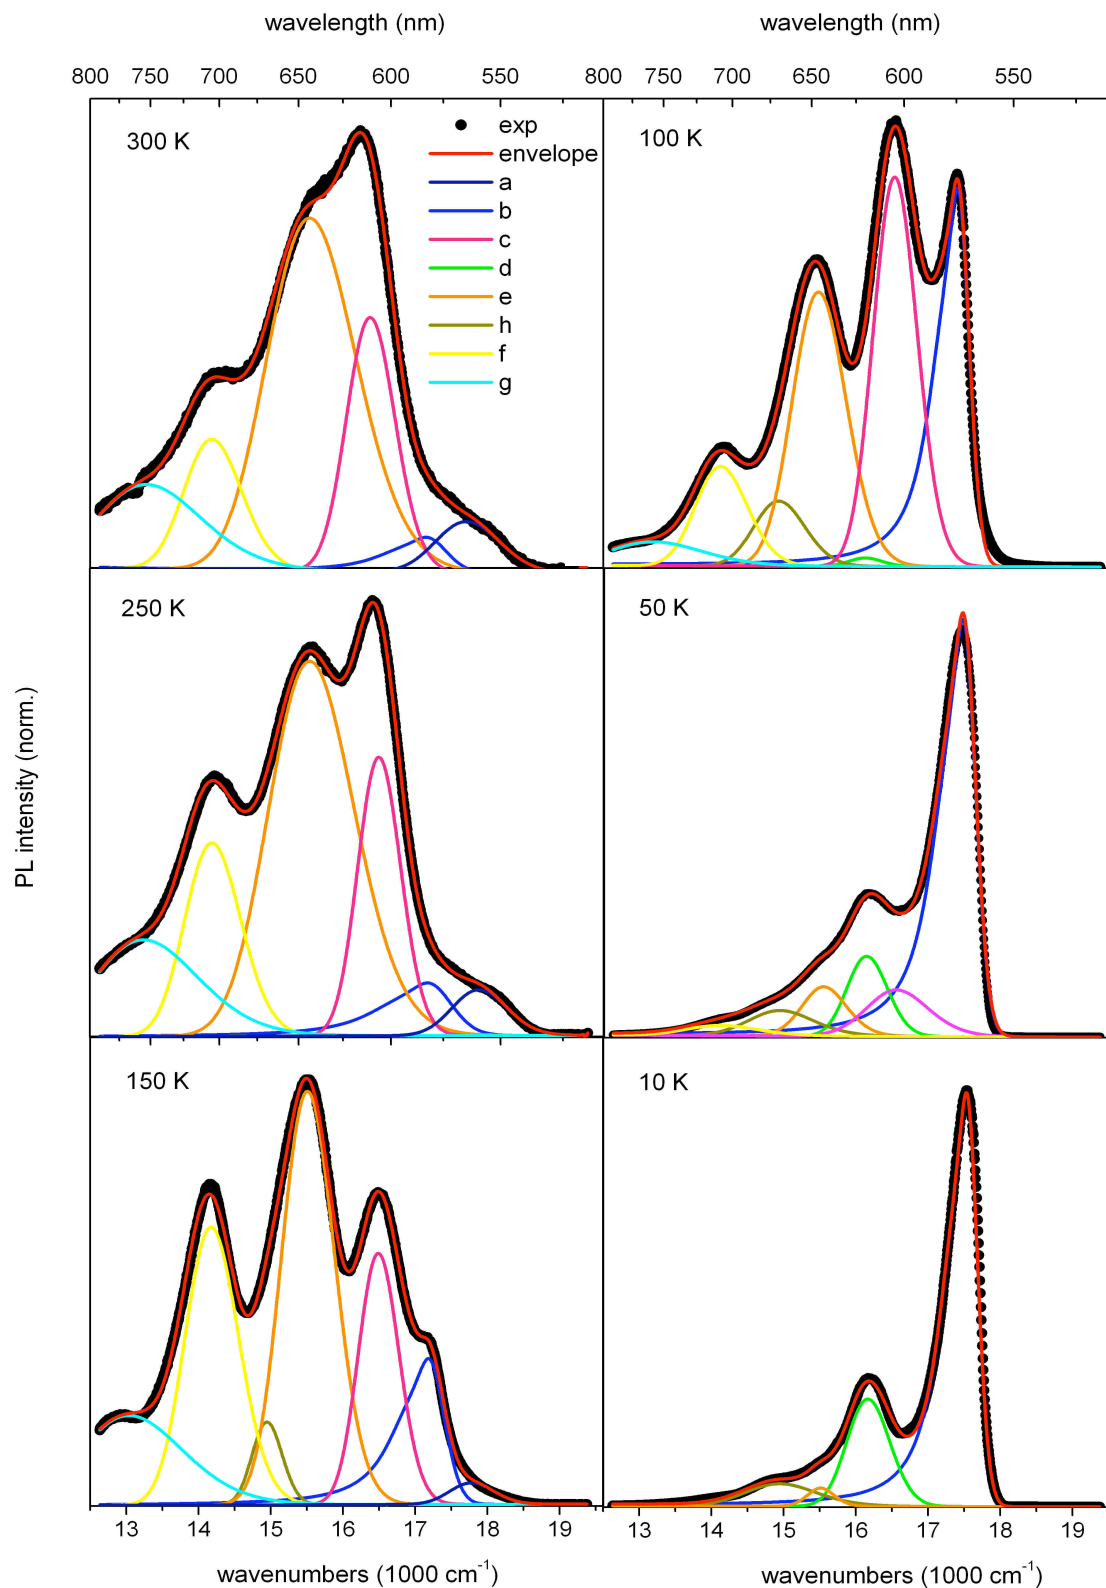 wavelength (nm)
wavelength (nm)
800 750 700 650 600 550
800 750 700 650 600 550
300 K
exp
envelope
a
b
c
d
e
h
f
g
100 K
250 K
50 K
PL intensity (norm.)
150 K
10 K
13 14 15 16 17 18 19
13 14 15 16 17 18 19
wavenumbers (1000 cm⁻¹)
wavenumbers (1000 cm⁻¹)